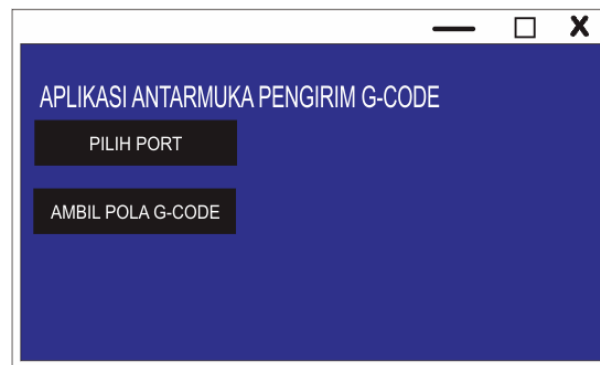 APLIKASI ANTARMUKA PENGIRIM G-CODE
PILIH PORT
AMBIL POLA G-CODE